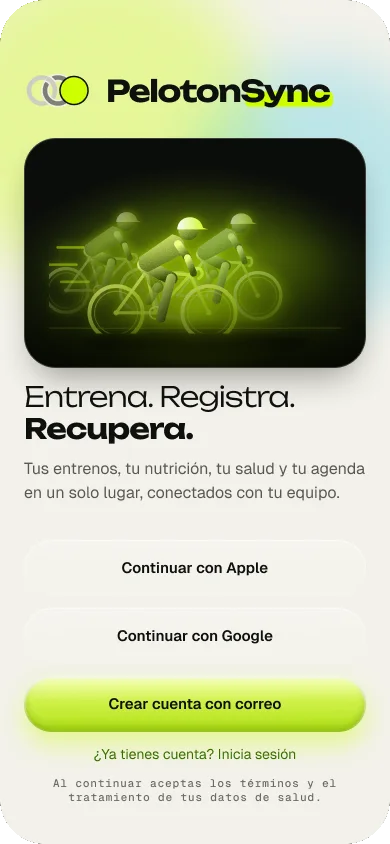 PelotonSync
Entrena. Registra.
Recupera.
Tus entrenos, tu nutrición, tu salud y tu agenda
en un solo lugar, conectados con tu equipo.
Continuar con Apple
Continuar con Google
Crear cuenta con correo
¿Ya tienes cuenta? Inicia sesión
Al continuar aceptas los términos y el
tratamiento de tus datos de salud.